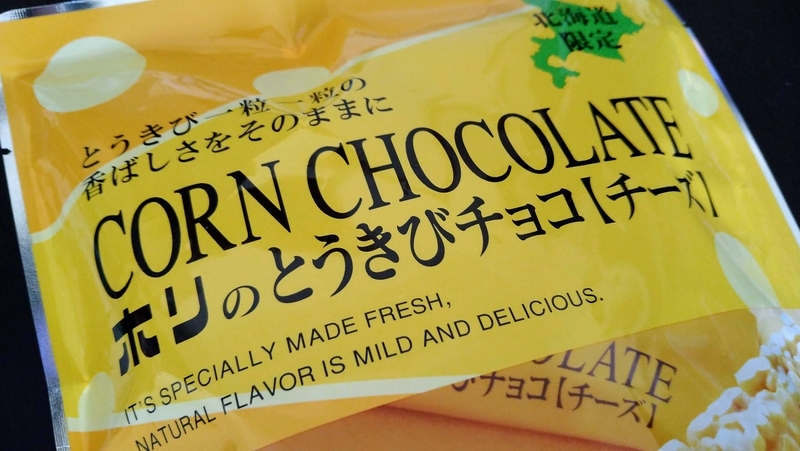 北海道
限定
とうきび一粒一粒の
香ばしさをそのままに
CORN CHOCOLATE
ホリのとうきびチョコ【チーズ】
IT'S SPECIALLY MADE FRESH,
NATURAL FLAVOR IS MILD AND DELICIOUS.
OLATE
びチョコ【チーズ】